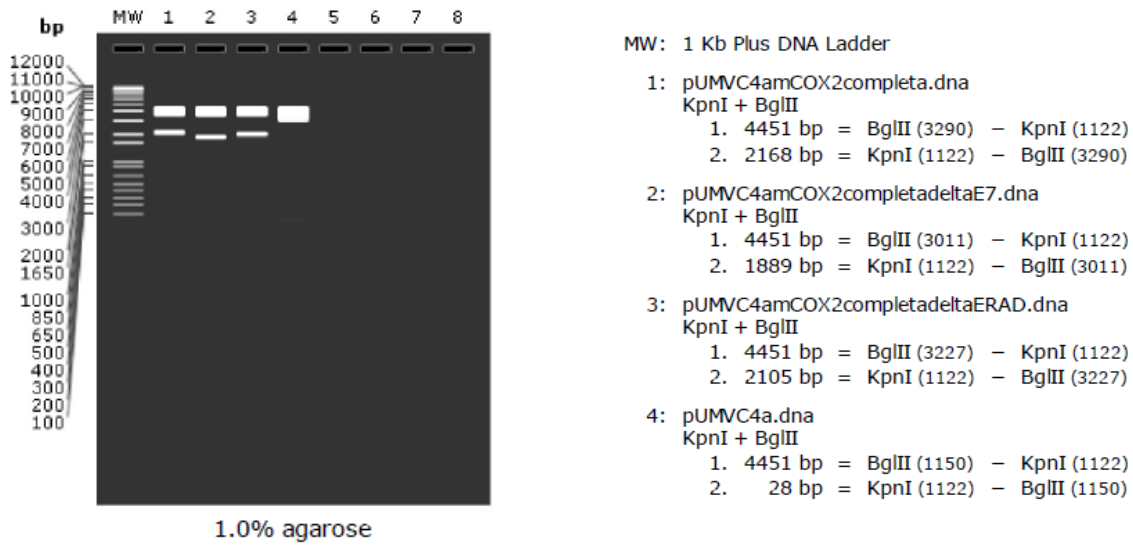 bp
MW 1 2 3 4 5 6 7 8
12000
11000
10000
9000
8000
7000
6000
5000
4000
3000
2000
1650
1000
850
650
500
400
300
200
100
1.0% agarose
MW: 1 Kb Plus DNA Ladder
1: pUMVC4amCOX2completa.dna
KpnI + BglII
1. 4451 bp = BglII (3290) – KpnI (1122)
2. 2168 bp = KpnI (1122) – BglII (3290)
2: pUMVC4amCOX2completadeltaE7.dna
KpnI + BglII
1. 4451 bp = BglII (3011) – KpnI (1122)
2. 1889 bp = KpnI (1122) – BglII (3011)
3: pUMVC4amCOX2completadeltaERAD.dna
KpnI + BglII
1. 4451 bp = BglII (3227) – KpnI (1122)
2. 2105 bp = KpnI (1122) – BglII (3227)
4: pUMVC4a.dna
KpnI + BglII
1. 4451 bp = BglII (1150) – KpnI (1122)
2. 28 bp = KpnI (1122) – BglII (1150)